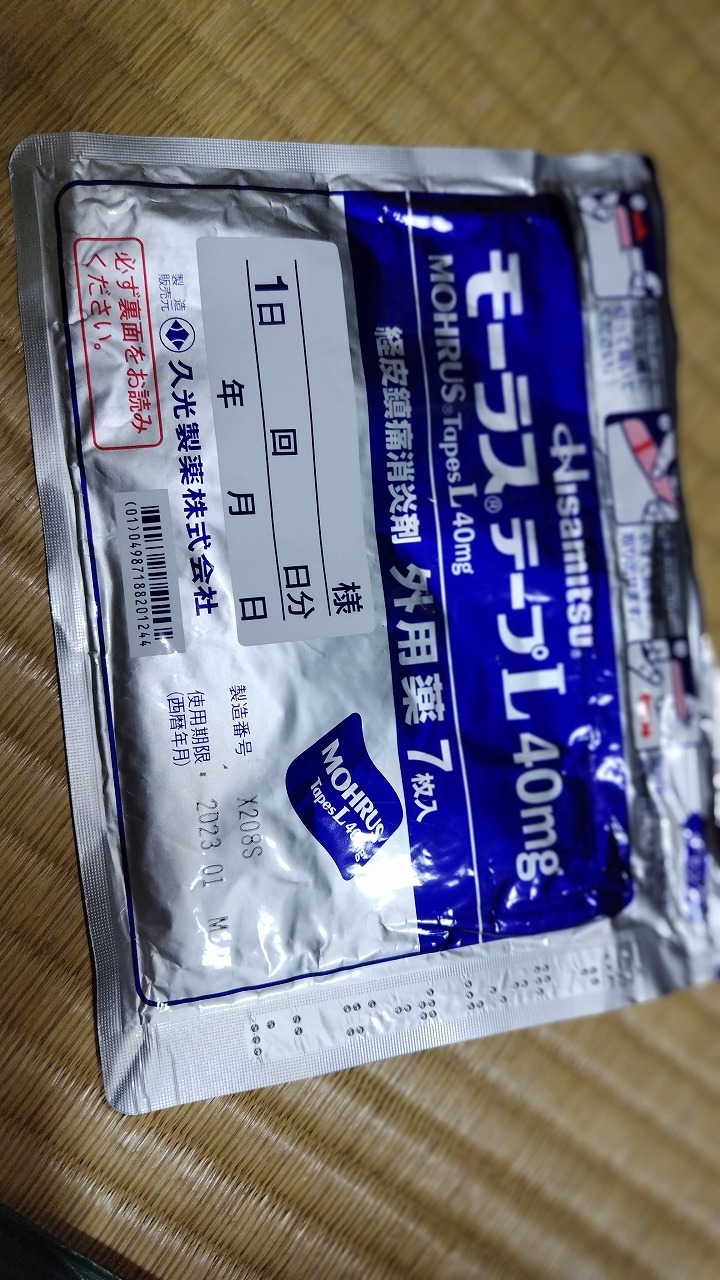 Hisamitsu®
モーラス®テープL40mg
MOHRUS®Tapes L 40mg
経皮鎮痛消炎剤 外用薬 7枚入
様
1日 回 日分
年 月 日
MOHRUS
Tapes L 40mg
製造番号 X208S
使用期限 2023.01
(西暦年月)
製造
販売元
久光製薬株式会社
(01)04987188201244
必ず裏面をお読み
ください。